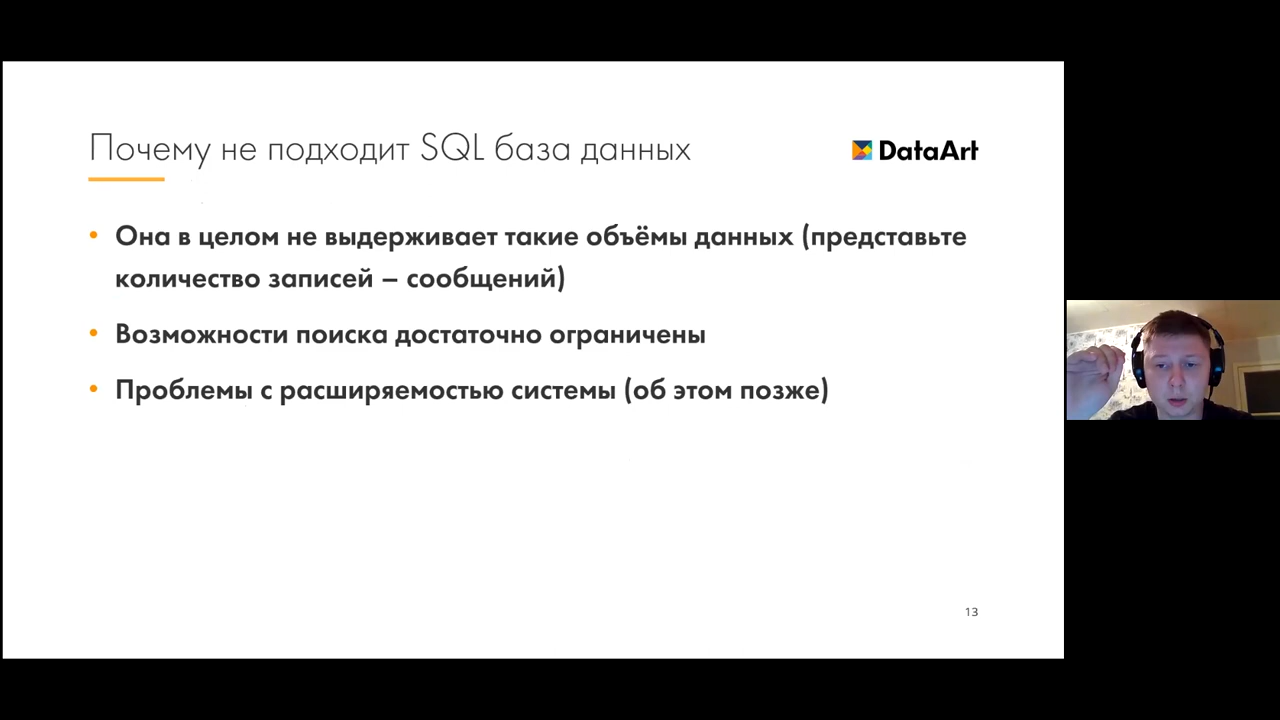 Почему не подходит SQL база данных
DataArt
• Она в целом не выдерживает такие объёмы данных (представьте
количество записей – сообщений)
• Возможности поиска достаточно ограничены
• Проблемы с расширяемостью системы (об этом позже)
13